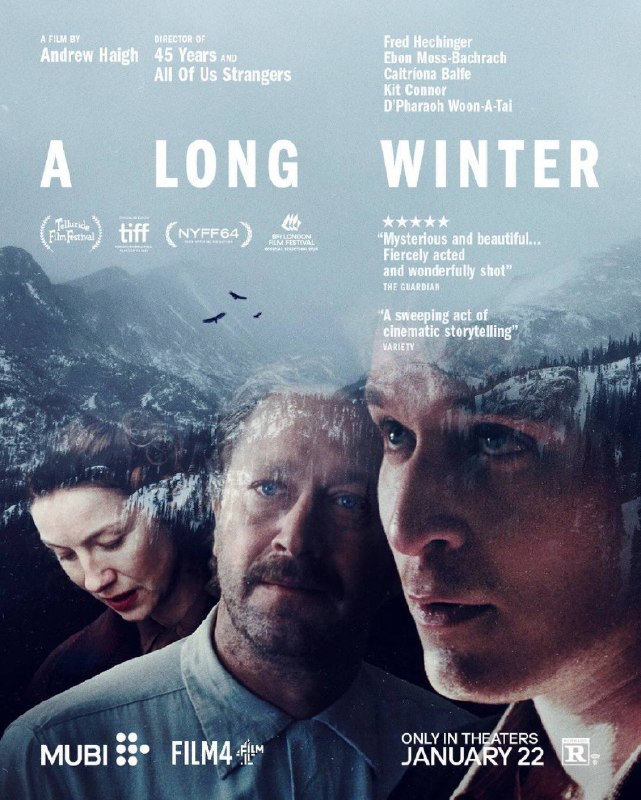 A FILM BY
Andrew Haigh
DIRECTOR OF
45 Years AND
All Of Us Strangers
Fred Hechinger
Ebon Moss-Bachrach
Caitríona Balfe
Kit Connor
D'Pharaoh Woon-A-Tai
A LONG WINTER
Telluride
Film Festival
tiff
NYFF64
BFI LONDON
FILM FESTIVAL
★★★★★
“Mysterious and beautiful...
Fiercely acted
and wonderfully shot”
THE GUARDIAN
“A sweeping act of
cinematic storytelling”
VARIETY
MUBI
FILM4
ONLY IN THEATERS
JANUARY 22
R